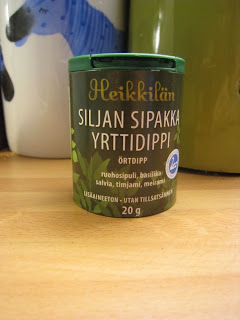 Heikkilän
SILJAN SIPAKKA
YRTTIDIPPI
ÖRTDIPP
ruohosipuli, basilika
salvia, timjami, meirami
LISÄAINEETON - UTAN TILLSATSÄMNEN
20 g